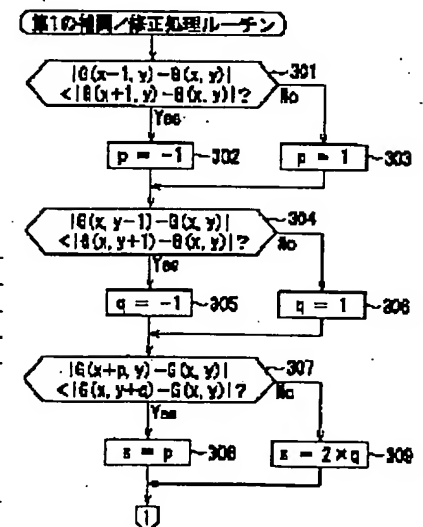 第1の補間/修正処理ルーチン
|G(x-1, y)-G(x, y)|
<|G(x+1, y)-G(x, y)|?
301
No
Yes
p = -1
302
p = 1
303
|G(x, y-1)-G(x, y)|
<|G(x, y+1)-G(x, y)|?
304
No
Yes
q = -1
305
q = 1
306
|G(x+p, y)-G(x, y)|
<|G(x, y+q)-G(x, y)|?
307
No
Yes
s = p
308
s = 2×q
309
1